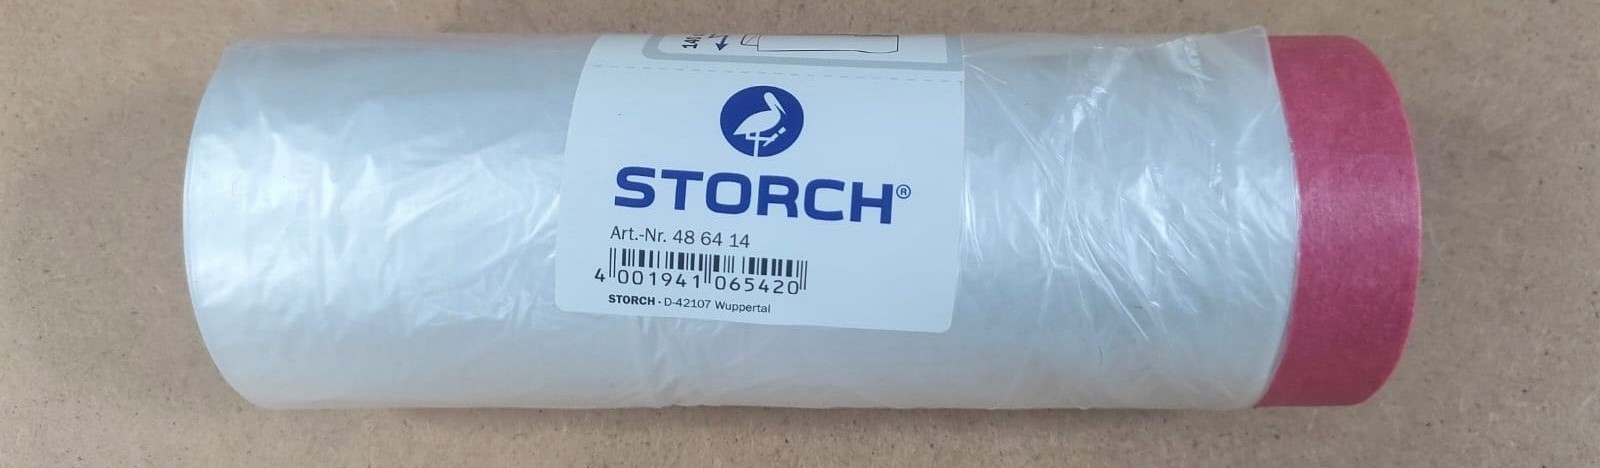 STORCH®
Art.-Nr. 48 64 14
4 001941 065420
STORCH · D-42107 Wuppertal